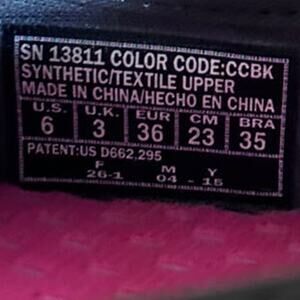 SN 13811 COLOR CODE:CCBK
SYNTHETIC/TEXTILE UPPER
MADE IN CHINA/HECHO EN CHINA
U.S. U.K. EUR CM BRA
6 3 36 23 35
PATENT:US D662,295
F M Y
26-1 04 -15